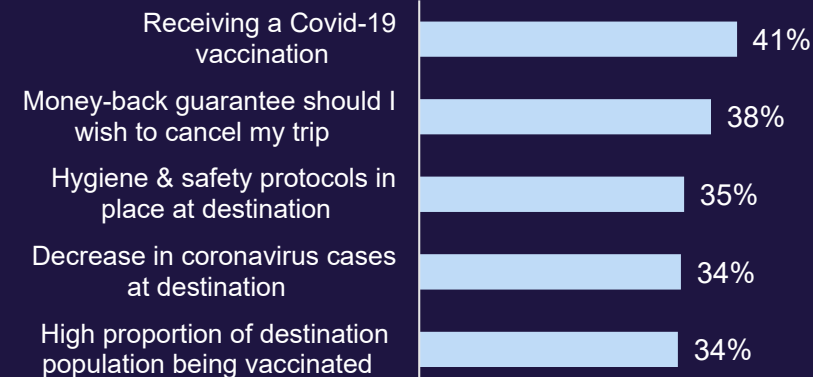 Receiving a Covid-19
vaccination
41%
Money-back guarantee should I
wish to cancel my trip
38%
Hygiene & safety protocols in
place at destination
35%
Decrease in coronavirus cases
at destination
34%
High proportion of destination
population being vaccinated
34%